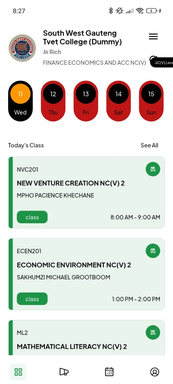 8:27
South West Gauteng
Tvet College (Dummy)
Jir Rich
FINANCE ECONOMICS AND ACC NC(V)
11 12 13 14 15
Wed Thu Fri Sat Sun
Today's Class See All
NVC201
NEW VENTURE CREATION NC(V) 2
MPHO PACIENCE KHECHANE
class 8:00 AM - 9:00 AM
ECEN201
ECONOMIC ENVIRONMENT NC(V) 2
SAKHUMZI MICHAEL GROOTBOOM
class 1:00 PM - 2:00 PM
ML2
MATHEMATICAL LITERACY NC(V) 2